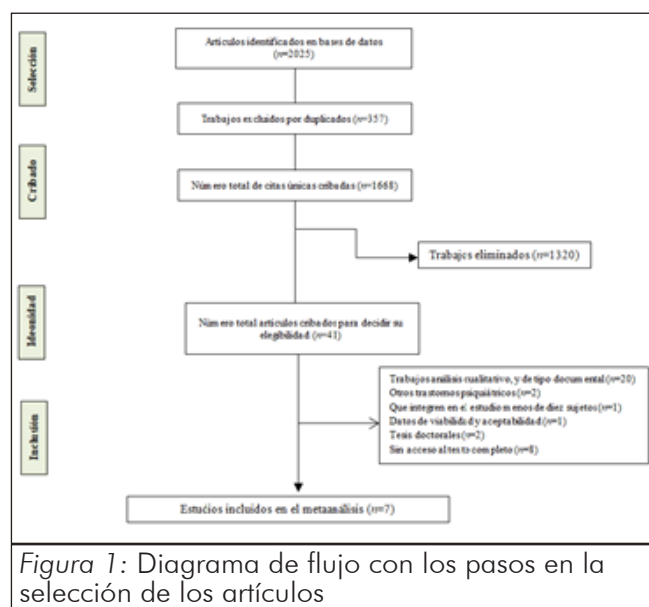 Selección
Artículos identificados en bases de datos
(n=2025)
Trabajos excluidos por duplicados (n=357)
Cribado
Número total de citas únicas cribadas (n=1668)
Trabajos eliminados (n=1320)
Ideonidad
Número total artículos cribados para decidir su
elegibilidad (n=41)
Trabajos análisis cualitativo, y de tipo documental (n=20)
Otros trastornos psiquiátricos (n=2)
Que integren en el estudio menos de diez sujetos (n=1)
Datos de viabilidad y aceptabilidad (n=1)
Tesis doctorales (n=2)
Sin acceso al texto completo (n=8)
Inclusión
Estudios incluidos en el metaanálisis (n=7)
Figura 1: Diagrama de flujo con los pasos en la
selección de los artículos